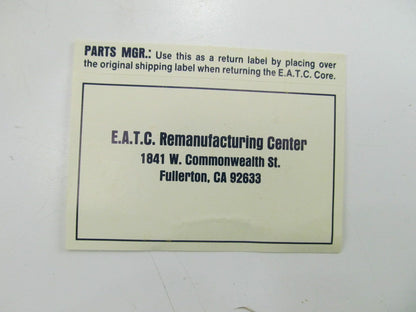 PARTS MGR.: Use this as a return label by placing over
the original shipping label when returning the E.A.T.C. Core.
E.A.T.C. Remanufacturing Center
1841 W. Commonwealth St.
Fullerton, CA 92633